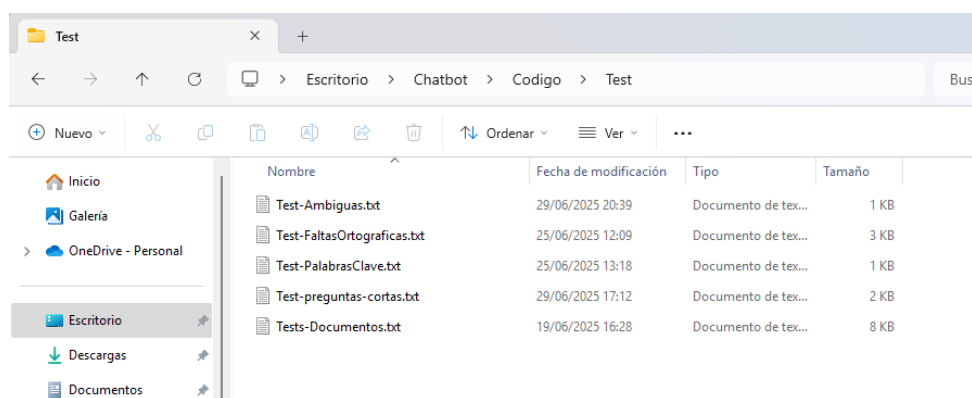 Test
Escritorio > Chatbot > Codigo > Test
Bus
Nuevo
Ordenar
Ver
Nombre Fecha de modificación Tipo Tamaño
Inicio
Galería
OneDrive - Personal
Escritorio
Descargas
Documentos
Test-Ambiguas.txt 29/06/2025 20:39 Documento de tex... 1 KB
Test-FaltasOrtograficas.txt 25/06/2025 12:09 Documento de tex... 3 KB
Test-PalabrasClave.txt 25/06/2025 13:18 Documento de tex... 1 KB
Test-preguntas-cortas.txt 29/06/2025 17:12 Documento de tex... 2 KB
Tests-Documentos.txt 19/06/2025 16:28 Documento de tex... 8 KB